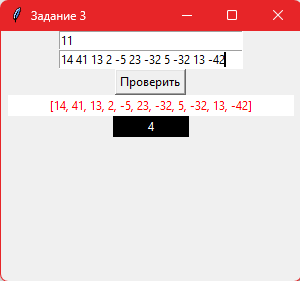 Задание 3
11
14 41 13 2 -5 23 -32 5 -32 13 -42
Проверить
[14, 41, 13, 2, -5, 23, -32, 5, -32, 13, -42]
4